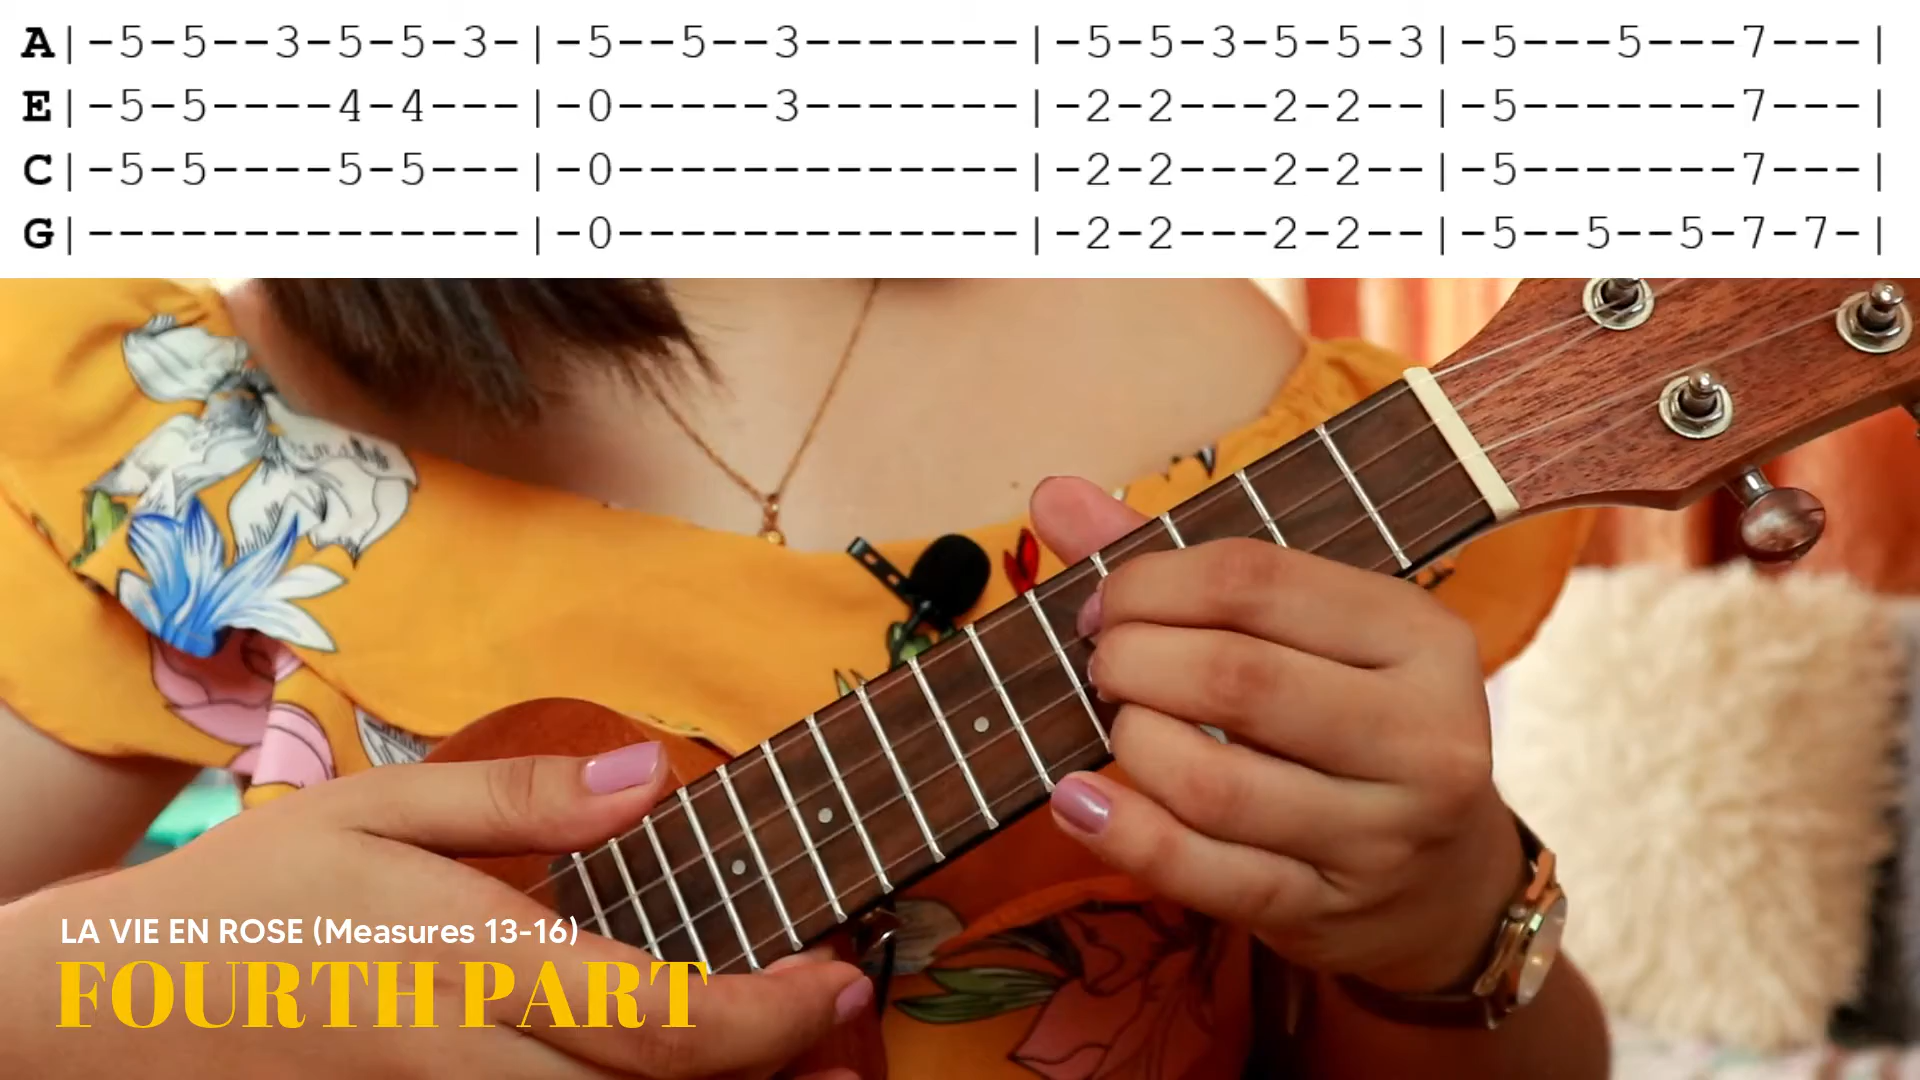 A|-5-5--3-5-5-3-|-5--5--3-------|-5-5-3-5-5-3|-5---5---7---|
E|-5-5----4-4---|-0-----3-------|-2-2---2-2--|-5-------7---|
C|-5-5----5-5---|-0-------------|-2-2---2-2--|-5-------7---|
G|--------------|-0-------------|-2-2---2-2--|-5--5--5-7-7-|
LA VIE EN ROSE (Measures 13-16)
FOURTH PART